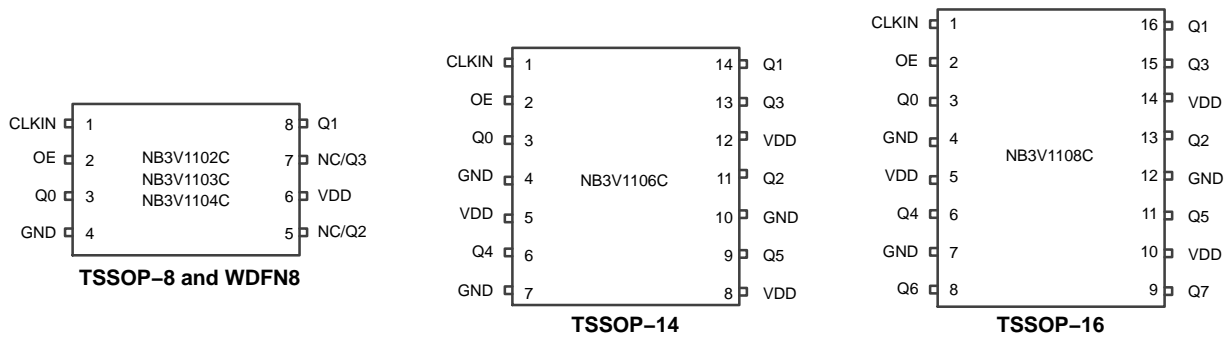 CLKIN 1 8 Q1
OE 2 NB3V1102C 7 NC/Q3
NB3V1103C
Q0 3 NB3V1104C 6 VDD
GND 4 5 NC/Q2
TSSOP−8 and WDFN8
CLKIN 1 14 Q1
OE 2 13 Q3
Q0 3 12 VDD
GND 4 NB3V1106C 11 Q2
VDD 5 10 GND
Q4 6 9 Q5
GND 7 8 VDD
TSSOP−14
CLKIN 1 16 Q1
OE 2 15 Q3
Q0 3 14 VDD
GND 4 13 Q2
NB3V1108C
VDD 5 12 GND
Q4 6 11 Q5
GND 7 10 VDD
Q6 8 9 Q7
TSSOP−16